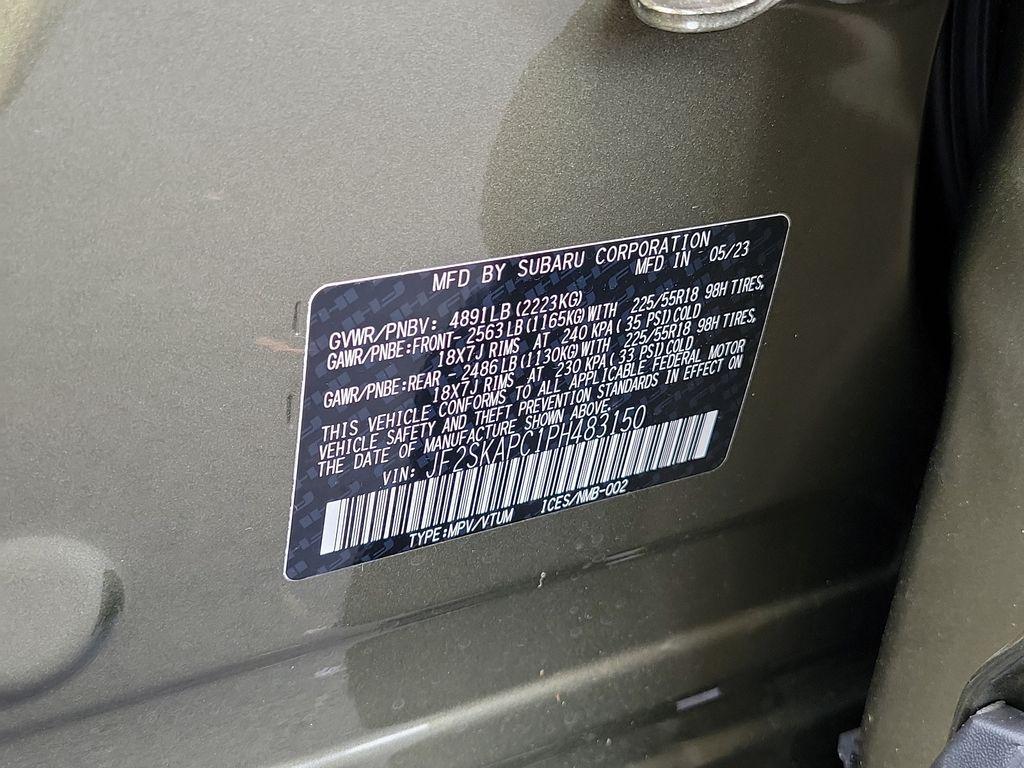 MFD BY SUBARU CORPORATION
MFD IN 05/23
GVWR/PNBV: 4891LB (2223KG)
GAWR/PNBE:FRONT- 2563LB (1165KG) WITH 225/55R18 98H TIRES,
18X7J RIMS AT 240 KPA ( 35 PSI) COLD
GAWR/PNBE:REAR - 2486LB (1130KG) WITH 225/55R18 98H TIRES,
18X7J RIMS AT 230 KPA ( 33 PSI) COLD
THIS VEHICLE CONFORMS TO ALL APPLICABLE FEDERAL MOTOR
VEHICLE SAFETY AND THEFT PREVENTION STANDARDS IN EFFECT ON
THE DATE OF MANUFACTURE SHOWN ABOVE.
VIN: JF2SKAPC1PH483150
TYPE:MPV/VTUM ICES/NMB-002